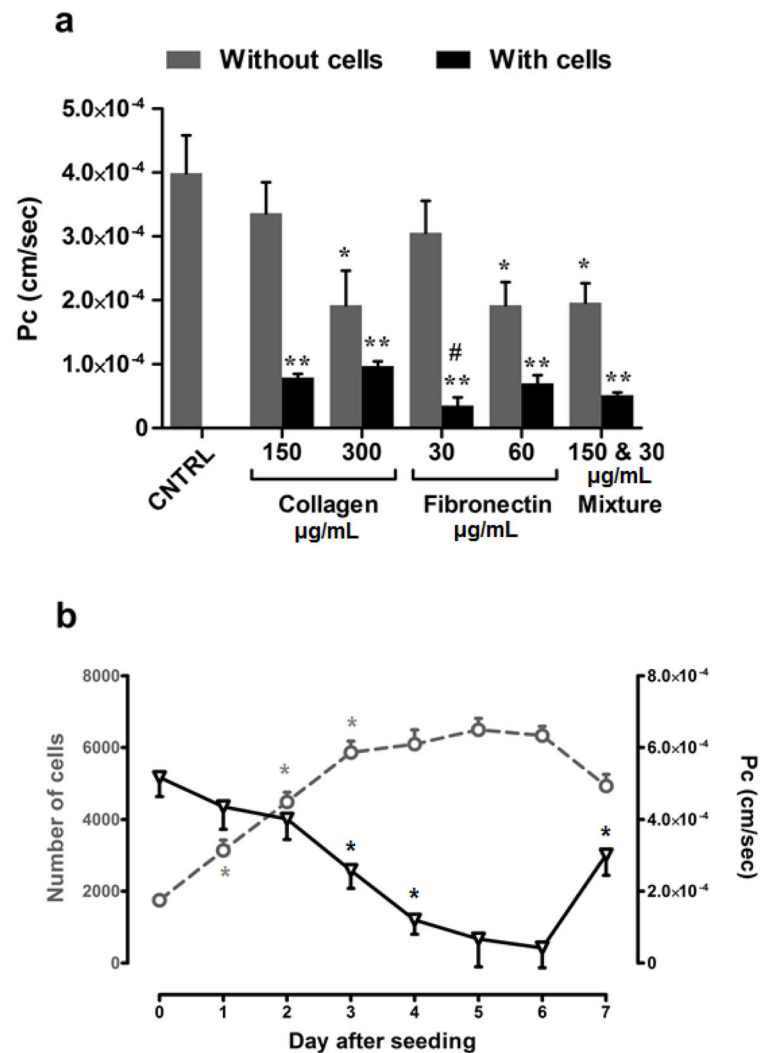 a
Without cells With cells
5.0×10⁻⁴
4.0×10⁻⁴
3.0×10⁻⁴
2.0×10⁻⁴
1.0×10⁻⁴
0
Pc (cm/sec)
*
*
*
#
** ** ** ** **
CNTRL 150 300 30 60 150 & 30
µg/mL
Collagen Fibronectin Mixture
µg/mL µg/mL
b
8000 8.0×10⁻⁴
6000 6.0×10⁻⁴
4000 4.0×10⁻⁴
2000 2.0×10⁻⁴
0 0
Number of cells
Pc (cm/sec)
* * *
* * *
0 1 2 3 4 5 6 7
Day after seeding